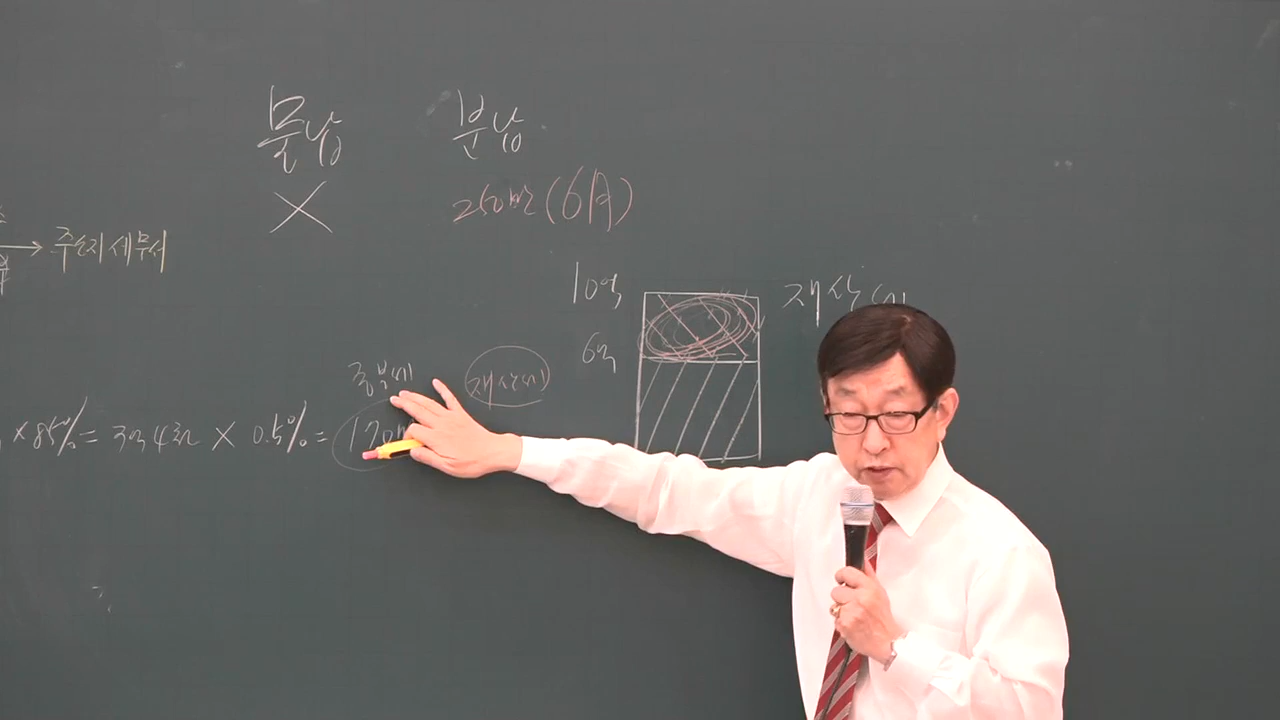 물납 분납
X 250만(6月)
→ 주소지 세무서
10억 재산세
6억
종부세 재산세
× 85% = 3억4천 × 0.5% = 170만